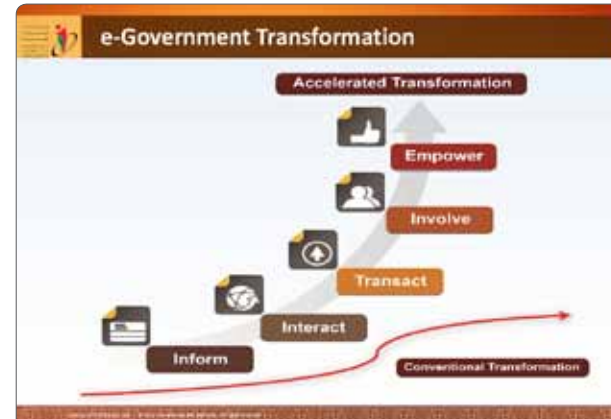 e-Government Transformation
Accelerated Transformation
Empower
Involve
Transact
Interact
Inform
Conventional Transformation